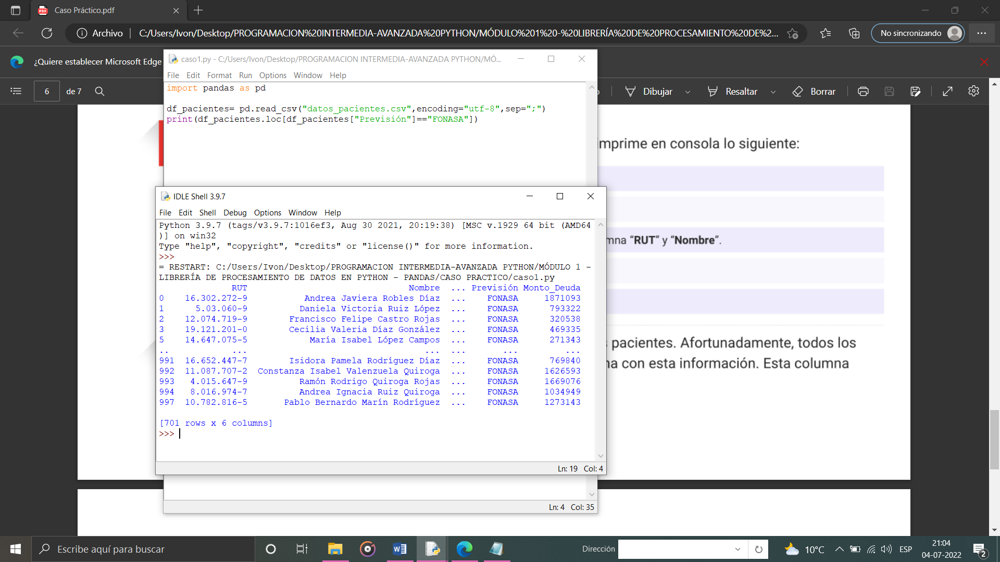 Caso Práctico.pdf
Archivo | C:/Users/Ivon/Desktop/PROGRAMACION%20INTERMEDIA-AVANZADA%20PYTHON/MÓDULO%201%20-%20LIBRERÍA%20DE%20PROCESAMIENTO%20DE%2...
No sincronizando
¿Quiere establecer Microsoft Edge
6 de 7
Dibujar
Resaltar
Borrar
caso1.py - C:/Users/Ivon/Desktop/PROGRAMACION INTERMEDIA-AVANZADA PYTHON/MÓ...
File Edit Format Run Options Window Help
import pandas as pd
df_pacientes= pd.read_csv("datos_pacientes.csv",encoding="utf-8",sep=";")
print(df_pacientes.loc[df_pacientes["Previsión"]=="FONASA"])
imprime en consola lo siguiente:
mna “RUT” y “Nombre”.
pacientes. Afortunadamente, todos los
con esta información. Esta columna
IDLE Shell 3.9.7
File Edit Shell Debug Options Window Help
Python 3.9.7 (tags/v3.9.7:1016ef3, Aug 30 2021, 20:19:38) [MSC v.1929 64 bit (AMD64
)] on win32
Type "help", "copyright", "credits" or "license()" for more information.
>>>
= RESTART: C:/Users/Ivon/Desktop/PROGRAMACION INTERMEDIA-AVANZADA PYTHON/MÓDULO 1 -
LIBRERÍA DE PROCESAMIENTO DE DATOS EN PYTHON - PANDAS/CASO PRACTICO/caso1.py
RUT Nombre ... Previsión Monto_Deuda
0 16.302.272-9 Andrea Javiera Robles Díaz ... FONASA 1871093
1 5.03.060-9 Daniela Victoria Ruiz López ... FONASA 793322
2 12.074.719-9 Francisco Felipe Castro Rojas ... FONASA 320538
3 19.121.201-0 Cecilia Valeria Díaz González ... FONASA 469335
5 14.647.075-5 María Isabel López Campos ... FONASA 271343
.. ... ... ... ... ...
991 16.652.447-7 Isidora Pamela Rodríguez Díaz ... FONASA 769840
992 11.087.707-2 Constanza Isabel Valenzuela Quiroga ... FONASA 1626593
993 4.015.647-9 Ramón Rodrigo Quiroga Rojas ... FONASA 1669076
994 8.016.974-7 Andrea Ignacia Ruiz Quiroga ... FONASA 1034949
997 10.782.816-5 Pablo Bernardo Marín Rodríguez ... FONASA 1273143
[701 rows x 6 columns]
>>>
Ln: 19 Col: 4
Ln: 4 Col: 35
Escribe aquí para buscar
Dirección
10°C
ESP
21:04
04-07-2022
2